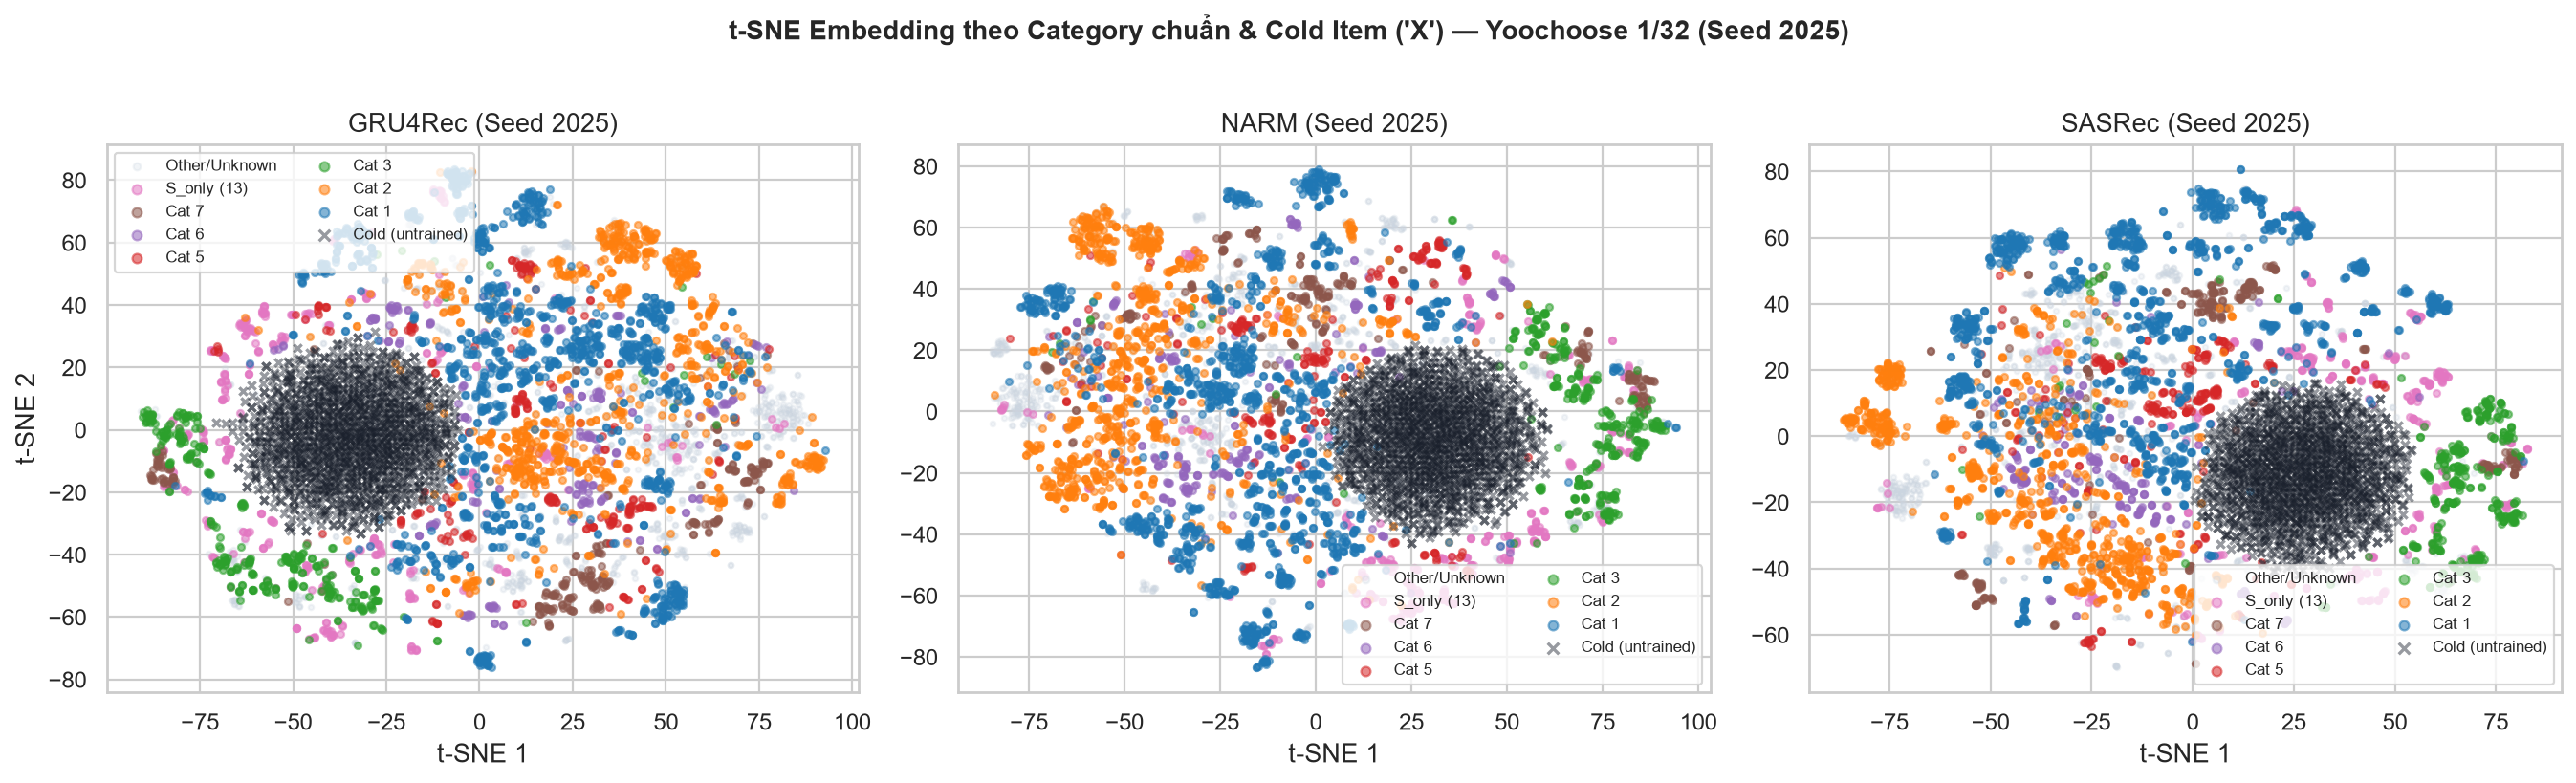 t-SNE Embedding theo Category chuẩn & Cold Item ('X') — Yoochoose 1/32 (Seed 2025)
GRU4Rec (Seed 2025)
Other/Unknown
S_only (13)
Cat 7
Cat 6
Cat 5
Cat 3
Cat 2
Cat 1
Cold (untrained)
80
60
40
20
0
−20
−40
−60
−80
t-SNE 2
−75
−50
−25
0
25
50
75
100
t-SNE 1
NARM (Seed 2025)
80
60
40
20
0
−20
−40
−60
−80
Other/Unknown
S_only (13)
Cat 7
Cat 6
Cat 5
Cat 3
Cat 2
Cat 1
Cold (untrained)
−75
−50
−25
0
25
50
75
100
t-SNE 1
SASRec (Seed 2025)
80
60
40
20
0
−20
−40
−60
Other/Unknown
S_only (13)
Cat 7
Cat 6
Cat 5
Cat 3
Cat 2
Cat 1
Cold (untrained)
−75
−50
−25
0
25
50
75
t-SNE 1